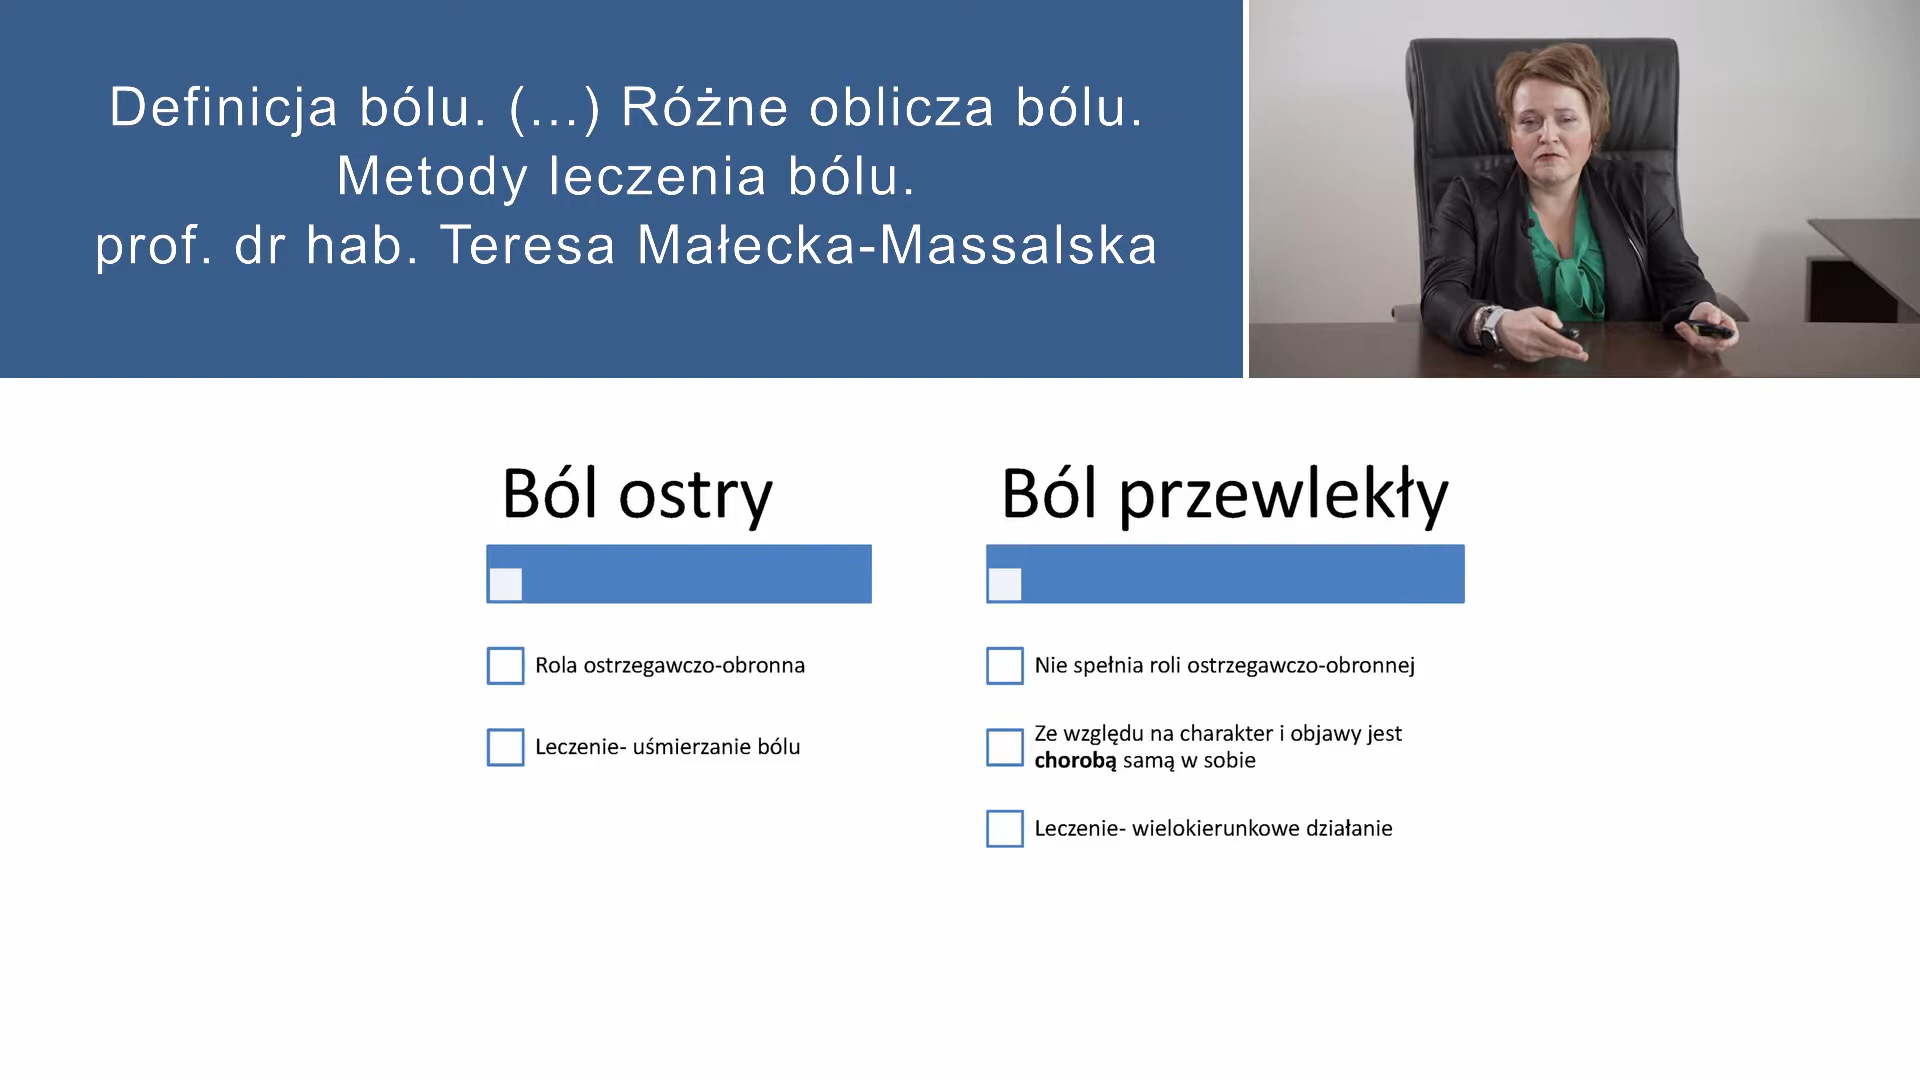 Definicja bólu. (...) Różne oblicza bólu.
Metody leczenia bólu.
prof. dr hab. Teresa Małecka-Massalska
Ból ostry
Rola ostrzegawczo-obronna
Leczenie- uśmierzanie bólu
Ból przewlekły
Nie spełnia roli ostrzegawczo-obronnej
Ze względu na charakter i objawy jest
chorobą samą w sobie
Leczenie- wielokierunkowe działanie